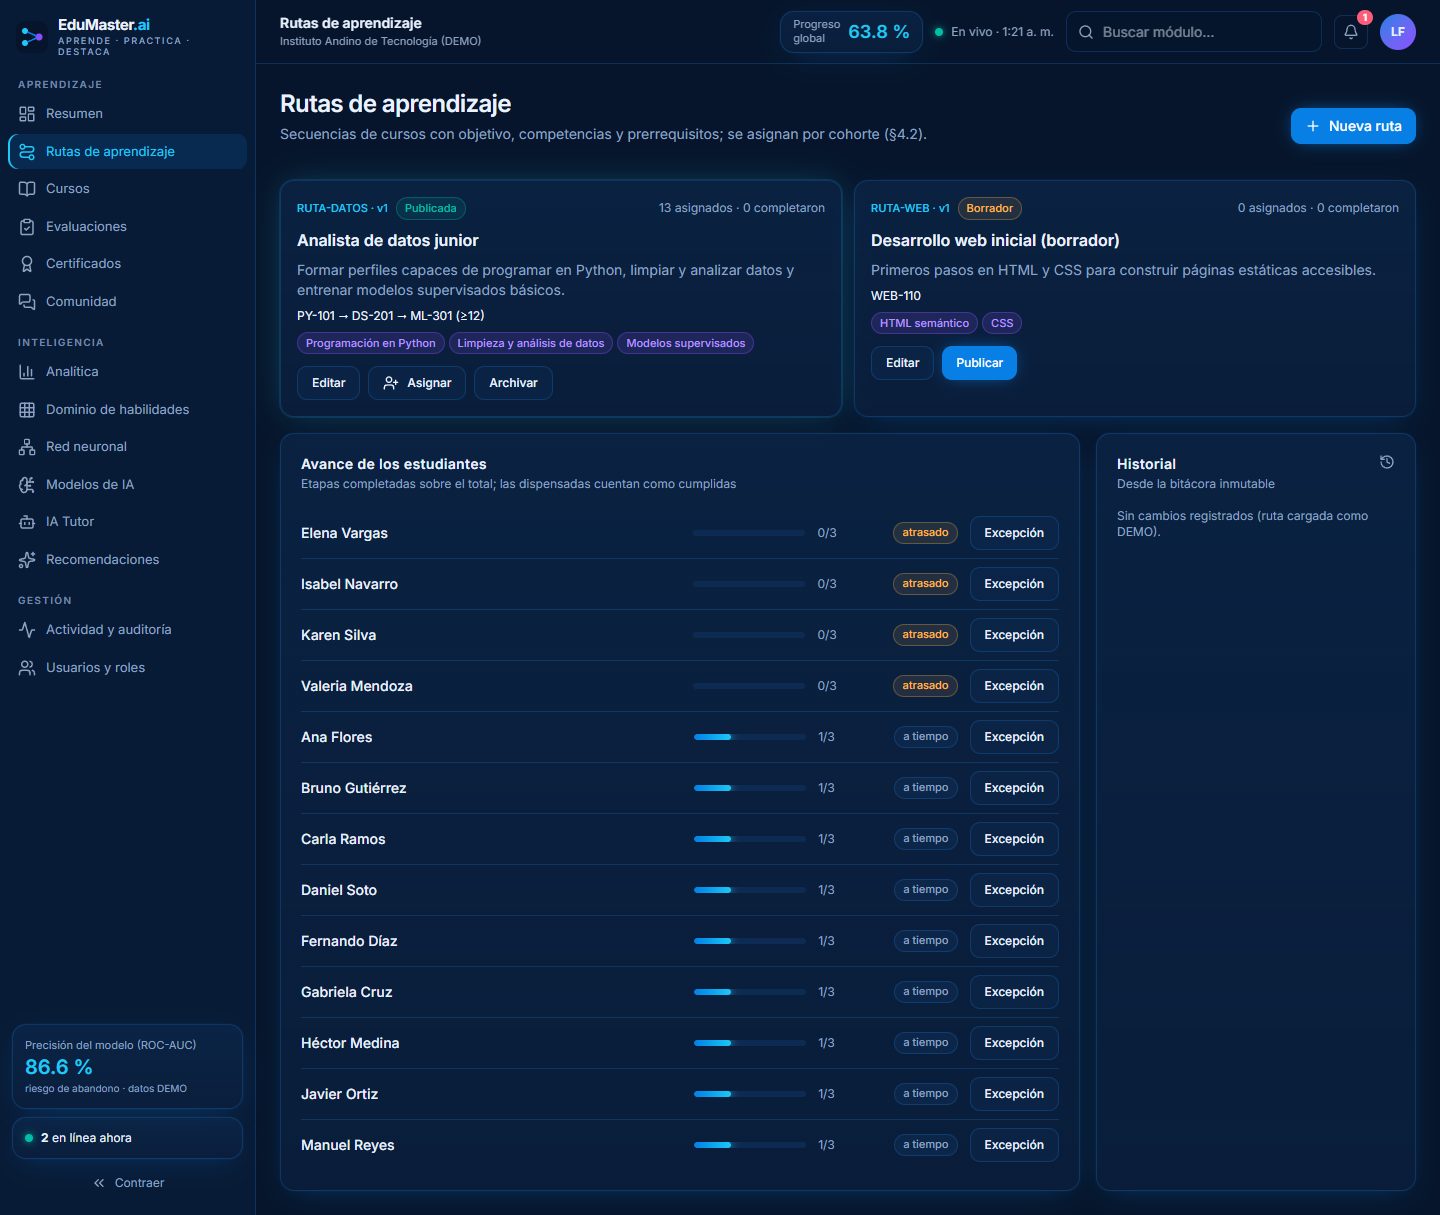 EduMaster.ai
APRENDE · PRACTICA ·
DESTACA
APRENDIZAJE
Resumen
Rutas de aprendizaje
Cursos
Evaluaciones
Certificados
Comunidad
INTELIGENCIA
Analítica
Dominio de habilidades
Red neuronal
Modelos de IA
IA Tutor
Recomendaciones
GESTIÓN
Actividad y auditoría
Usuarios y roles
Precisión del modelo (ROC-AUC)
86.6 %
riesgo de abandono · datos DEMO
2 en línea ahora
Contraer
Rutas de aprendizaje
Instituto Andino de Tecnología (DEMO)
Progreso
global
63.8 %
En vivo · 1:21 a. m.
Buscar módulo...
1
LF
Rutas de aprendizaje
Secuencias de cursos con objetivo, competencias y prerrequisitos; se asignan por cohorte (§4.2).
Nueva ruta
RUTA-DATOS · v1 Publicada 13 asignados · 0 completaron
Analista de datos junior
Formar perfiles capaces de programar en Python, limpiar y analizar datos y
entrenar modelos supervisados básicos.
PY-101 → DS-201 → ML-301 (≥12)
Programación en Python Limpieza y análisis de datos Modelos supervisados
Editar Asignar Archivar
RUTA-WEB · v1 Borrador 0 asignados · 0 completaron
Desarrollo web inicial (borrador)
Primeros pasos en HTML y CSS para construir páginas estáticas accesibles.
WEB-110
HTML semántico CSS
Editar Publicar
Avance de los estudiantes
Etapas completadas sobre el total; las dispensadas cuentan como cumplidas
Elena Vargas 0/3 atrasado Excepción
Isabel Navarro 0/3 atrasado Excepción
Karen Silva 0/3 atrasado Excepción
Valeria Mendoza 0/3 atrasado Excepción
Ana Flores 1/3 a tiempo Excepción
Bruno Gutiérrez 1/3 a tiempo Excepción
Carla Ramos 1/3 a tiempo Excepción
Daniel Soto 1/3 a tiempo Excepción
Fernando Díaz 1/3 a tiempo Excepción
Gabriela Cruz 1/3 a tiempo Excepción
Héctor Medina 1/3 a tiempo Excepción
Javier Ortiz 1/3 a tiempo Excepción
Manuel Reyes 1/3 a tiempo Excepción
Historial
Desde la bitácora inmutable
Sin cambios registrados (ruta cargada como
DEMO).